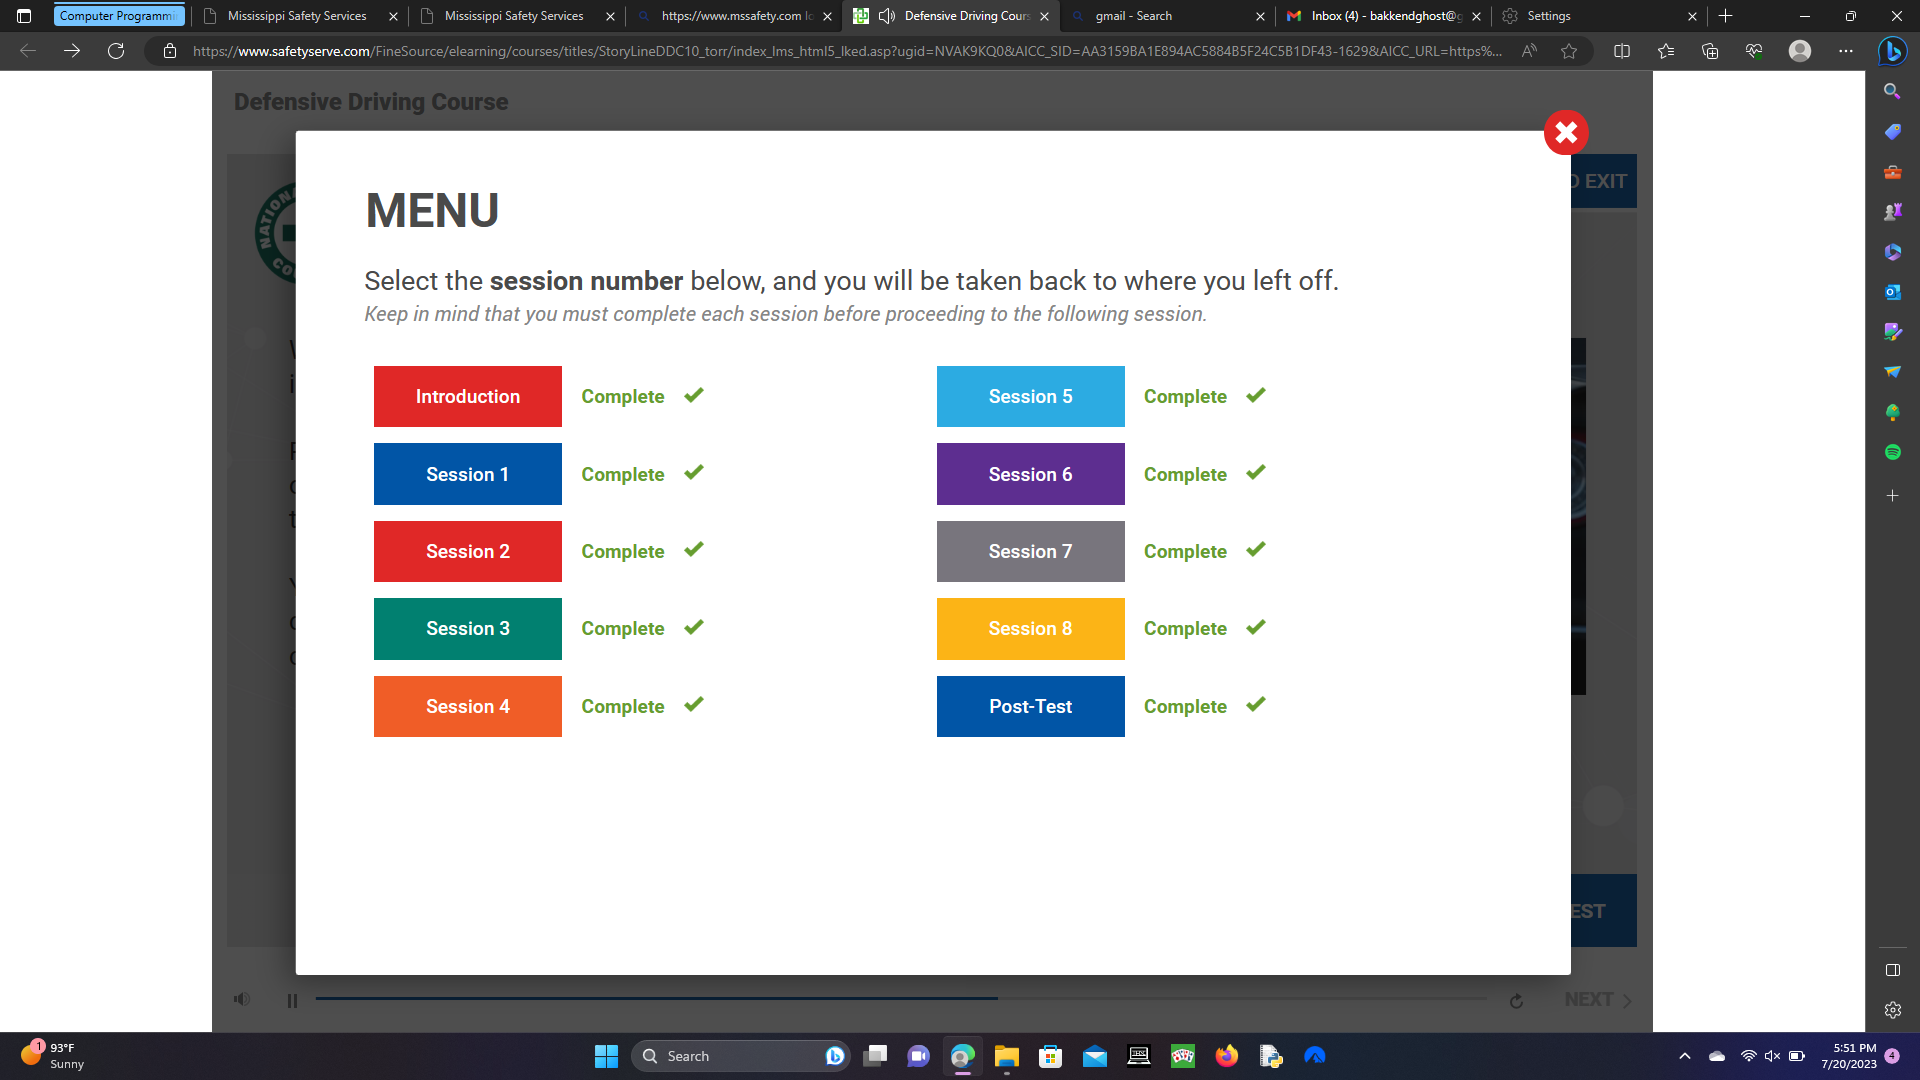 Computer Programmi
Mississippi Safety Services
Mississippi Safety Services
https://www.mssafety.com lo
Defensive Driving Cours
gmail - Search
Inbox (4) - bakkendghost@g
Settings
https://www.safetyserve.com/FineSource/elearning/courses/titles/StoryLineDDC10_torr/index_lms_html5_lked.asp?ugid=NVAK9KQ0&AICC_SID=AA3159BA1E894AC5884B5F24C5B1DF43-1629&AICC_URL=https%...
Defensive Driving Course
D EXIT
MENU
Select the session number below, and you will be taken back to where you left off.
Keep in mind that you must complete each session before proceeding to the following session.
Introduction Complete
Session 1 Complete
Session 2 Complete
Session 3 Complete
Session 4 Complete
Session 5 Complete
Session 6 Complete
Session 7 Complete
Session 8 Complete
Post-Test Complete
EST
NEXT
1
93°F
Sunny
Search
5:51 PM
7/20/2023
4